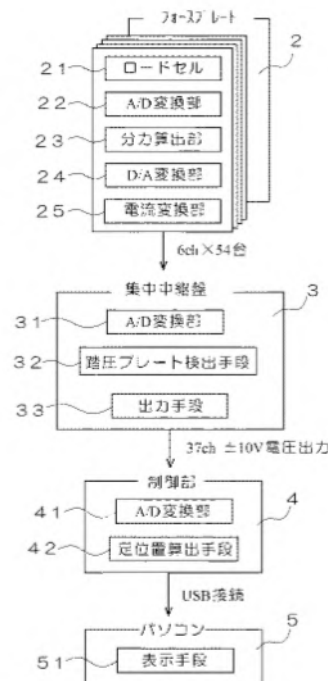 フォースプレート
2
21 ロードセル
22 A/D変換部
23 分力算出部
24 D/A変換部
25 電流変換部
6ch×54台
集中中継盤
3
31 A/D変換部
32 踏圧プレート検出手段
33 出力手段
37ch ±10V電圧出力
制御部
4
41 A/D変換部
42 定位置算出手段
USB接続
パソコン
5
51 表示手段